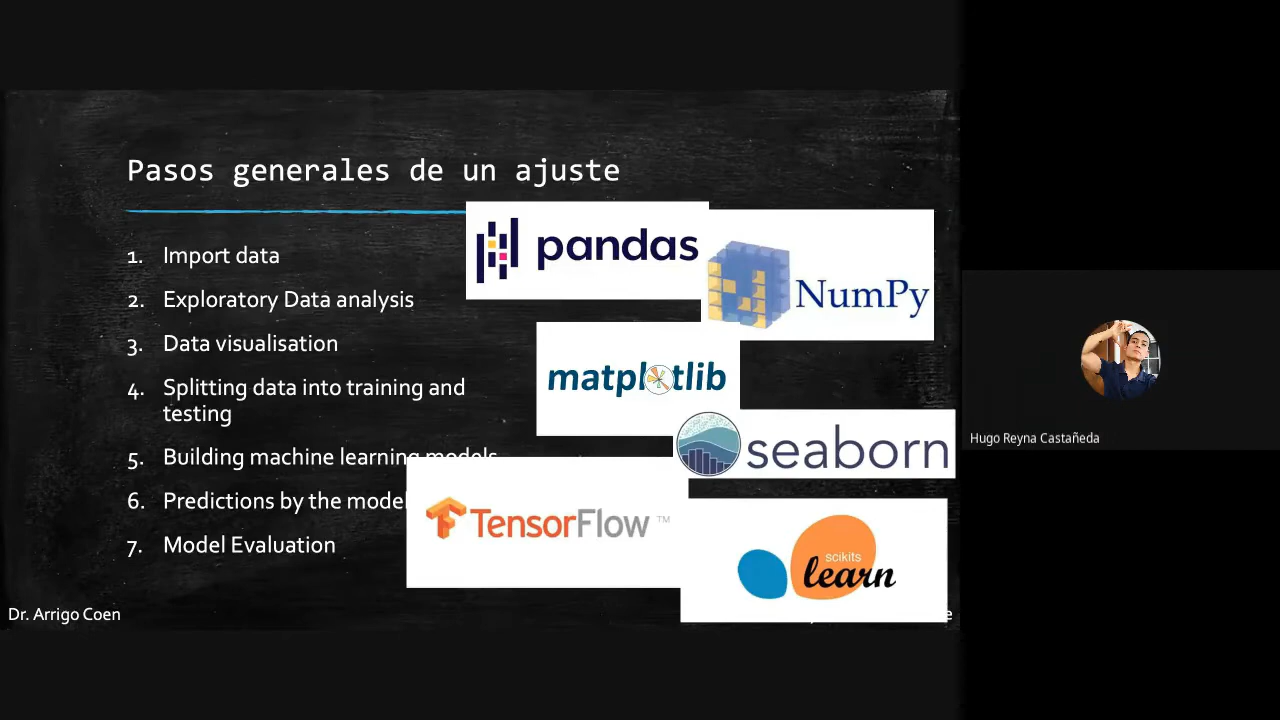 Pasos generales de un ajuste
1. Import data
2. Exploratory Data analysis
3. Data visualisation
4. Splitting data into training and
testing
5. Building machine learning models
6. Predictions by the model
7. Model Evaluation
pandas
NumPy
matplotlib
seaborn
TensorFlow ™
scikits
learn
Dr. Arrigo Coen
Hugo Reyna Castañeda